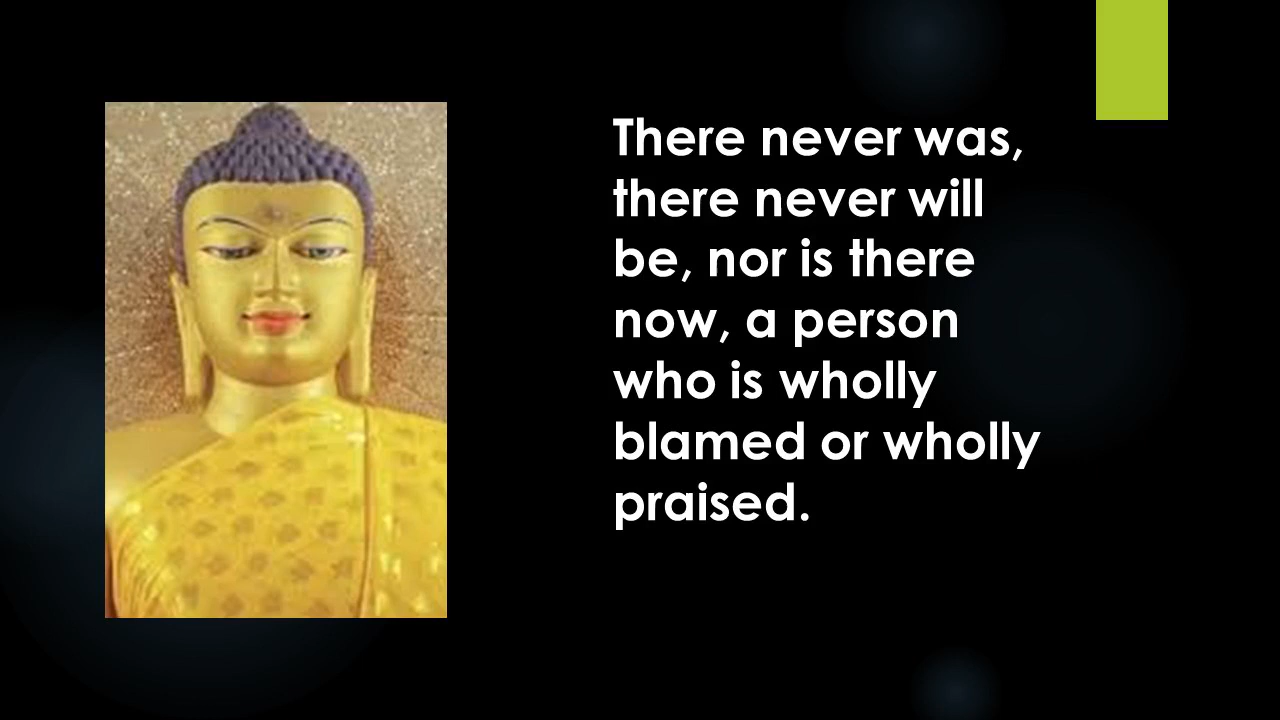 There never was,
there never will
be, nor is there
now, a person
who is wholly
blamed or wholly
praised.